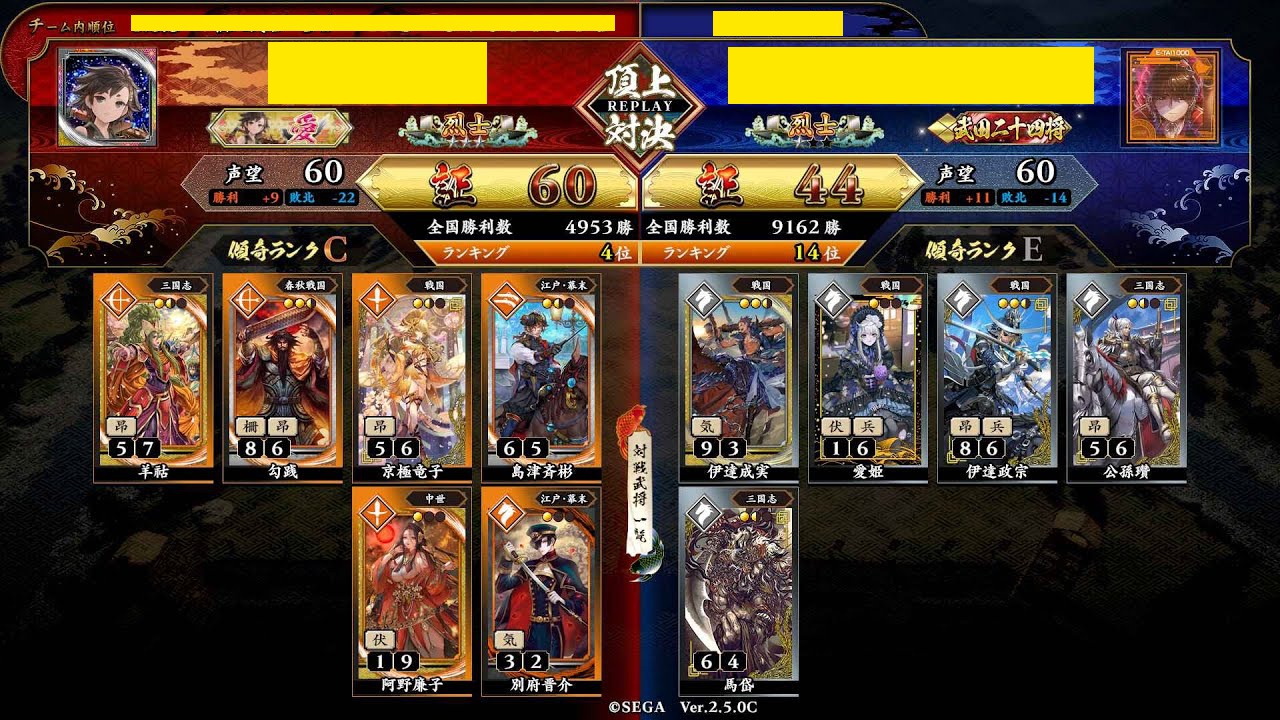 チーム内順位
E-TAI1000
頂上
REPLAY
対決
愛
烈士
烈士
武田二十四将
声望 60
勝利 +9 敗北 -22
証 60
証 44
声望 60
勝利 +11 敗北 -14
全国勝利数 4953勝
全国勝利数 9162勝
傾奇ランクC
ランキング 4位
ランキング 14位
傾奇ランクE
三国志
昂
5 7
羊祜
春秋戦国
柵 昂
8 6
勾践
戦国
昂
5 6
京極竜子
江戸・幕末
6 5
島津斉彬
戦国
気
9 3
伊達成実
戦国
伏 兵
1 6
愛姫
戦国
昂 兵
8 6
伊達政宗
三国志
昂
5 6
公孫瓚
対戦武将一覧
中世
伏
1 9
阿野廉子
江戸・幕末
気
3 2
別府晋介
三国志
6 4
馬岱
©SEGA Ver.2.5.0C